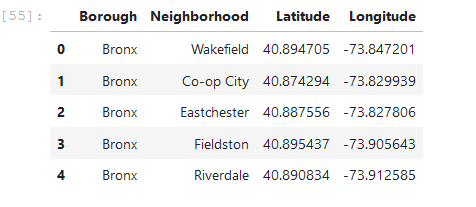 [55]:
Borough Neighborhood Latitude Longitude
0 Bronx Wakefield 40.894705 -73.847201
1 Bronx Co-op City 40.874294 -73.829939
2 Bronx Eastchester 40.887556 -73.827806
3 Bronx Fieldston 40.895437 -73.905643
4 Bronx Riverdale 40.890834 -73.912585